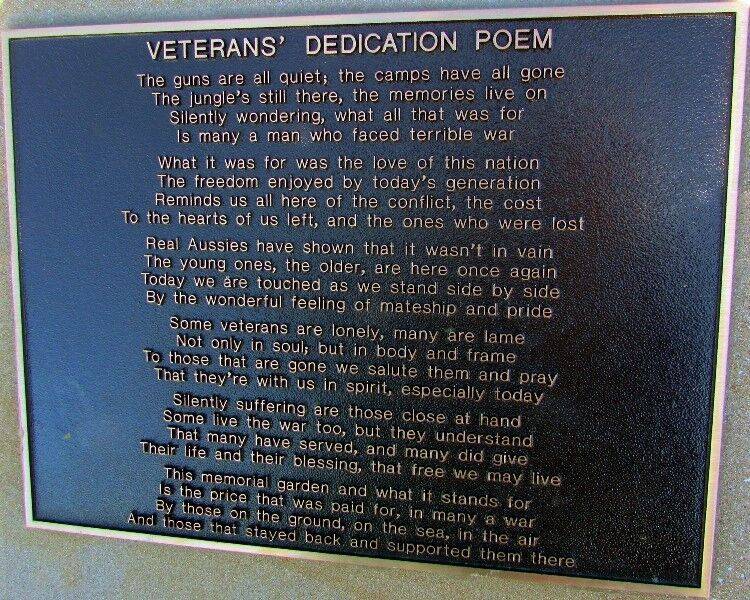 VETERANS' DEDICATION POEM
The guns are all quiet; the camps have all gone
The jungle's still there, the memories live on
Silently wondering, what all that was for
Is many a man who faced terrible war
What it was for was the love of this nation
The freedom enjoyed by today's generation
Reminds us all here of the conflict, the cost
To the hearts of us left, and the ones who were lost
Real Aussies have shown that it wasn't in vain
The young ones, the older, are here once again
Today we are touched as we stand side by side
By the wonderful feeling of mateship and pride
Some veterans are lonely, many are lame
Not only in soul, but in body and frame
To those that are gone we salute them and pray
That they're with us in spirit, especially today
Silently suffering are those close at hand
Some live the war too, but they understand
That many have served, and many did give
Their life and their blessing, that free we may live
This memorial garden and what it stands for
Is the price that was paid for, in many a war
By those on the ground, on the sea, in the air
And those that stayed back and supported them there